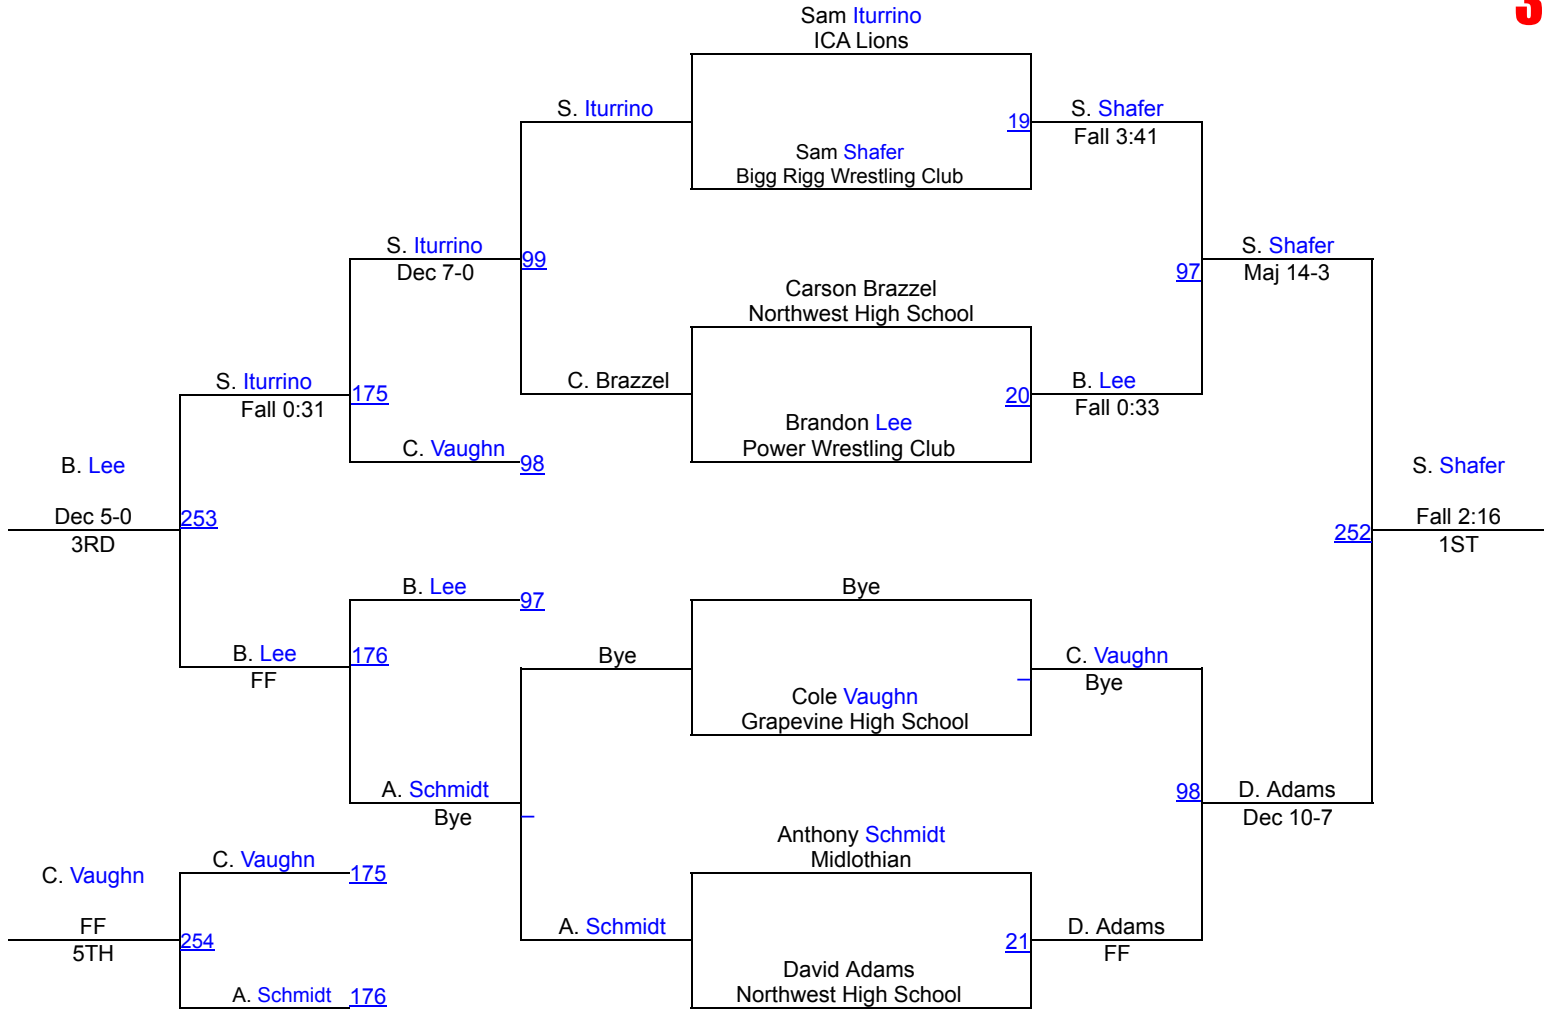 3
Sam Iturrino
ICA Lions
S. Iturrino
19
S. Shafer
Fall 3:41
Sam Shafer
Bigg Rigg Wrestling Club
S. Iturrino
Dec 7-0
99
Carson Brazzel
Northwest High School
97
S. Shafer
Maj 14-3
S. Iturrino
Fall 0:31
175
C. Brazzel
20
B. Lee
Fall 0:33
Brandon Lee
Power Wrestling Club
C. Vaughn
98
B. Lee
Dec 5-0
3RD
253
S. Shafer
Fall 2:16
1ST
252
B. Lee
97
Bye
B. Lee
FF
176
Bye
C. Vaughn
Bye
Cole Vaughn
Grapevine High School
A. Schmidt
Bye
98
D. Adams
Dec 10-7
Anthony Schmidt
Midlothian
C. Vaughn
175
C. Vaughn
FF
5TH
254
A. Schmidt
21
D. Adams
FF
David Adams
Northwest High School
A. Schmidt
176